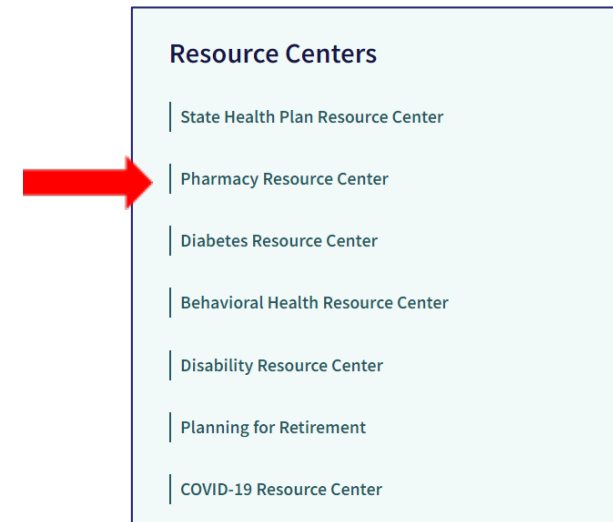 Resource Centers
State Health Plan Resource Center
Pharmacy Resource Center
Diabetes Resource Center
Behavioral Health Resource Center
Disability Resource Center
Planning for Retirement
COVID-19 Resource Center